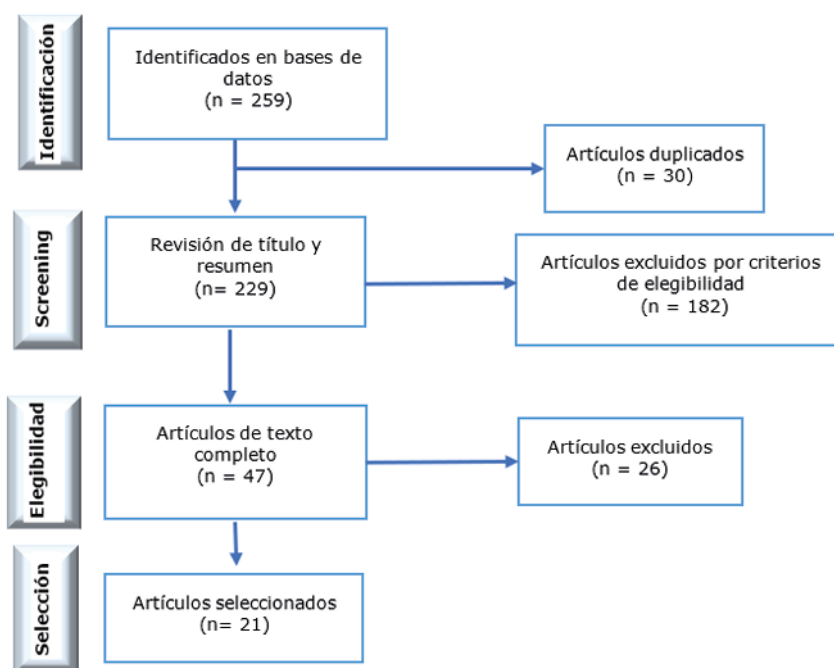 Identificación
Identificados en bases de
datos
(n = 259)
Artículos duplicados
(n = 30)
Screening
Revisión de título y
resumen
(n= 229)
Artículos excluidos por criterios
de elegibilidad
(n = 182)
Elegibilidad
Artículos de texto
completo
(n = 47)
Artículos excluidos
(n = 26)
Selección
Artículos seleccionados
(n= 21)